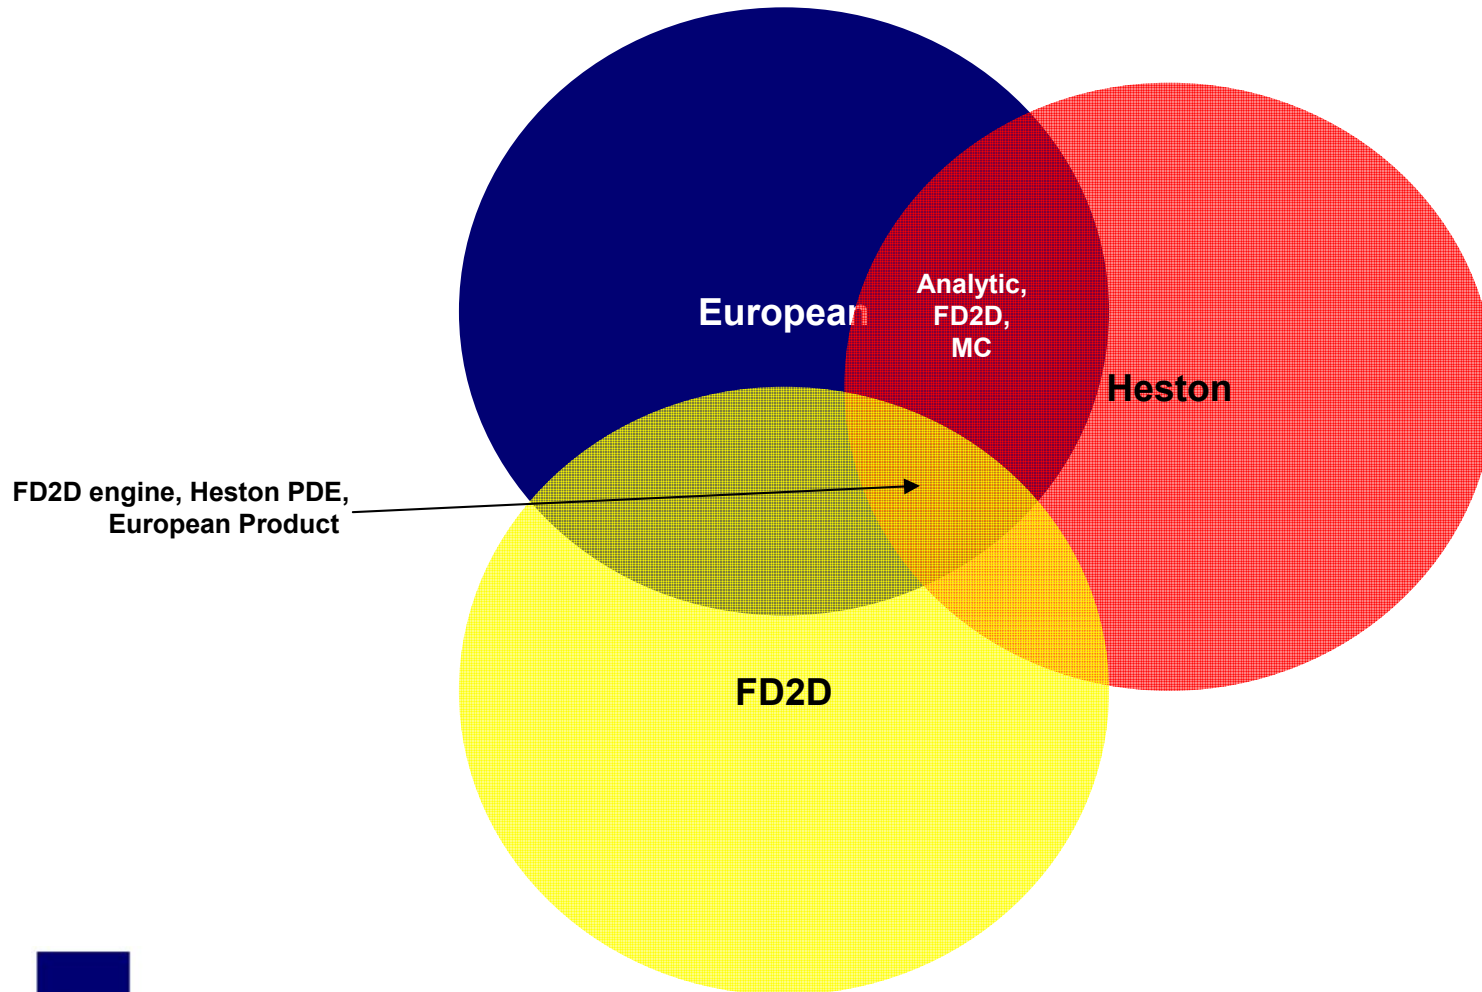 European
Analytic,
FD2D,
MC
Heston
FD2D engine, Heston PDE,
European Product
FD2D